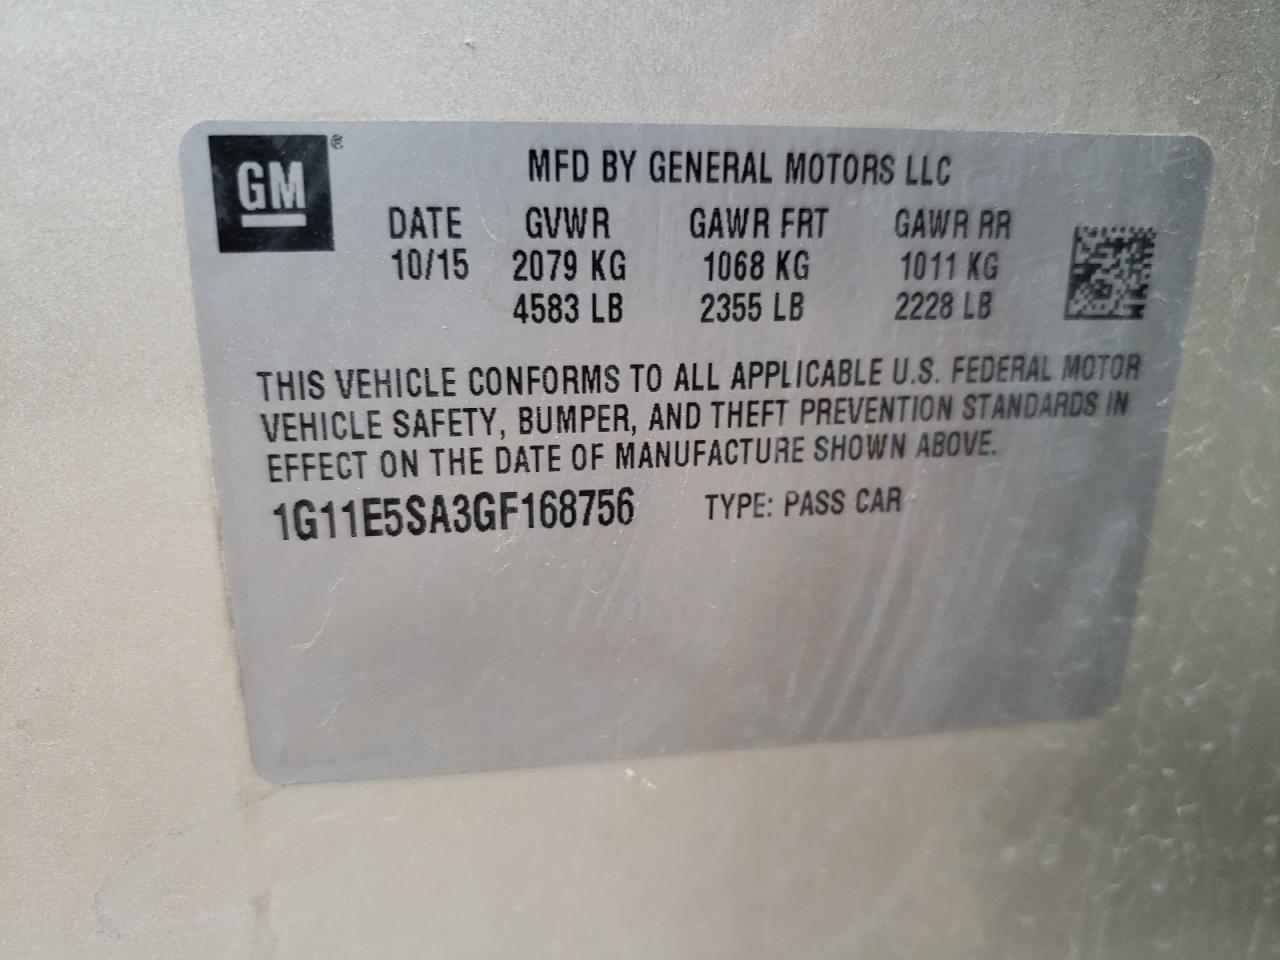 GM ®
MFD BY GENERAL MOTORS LLC
DATE GVWR GAWR FRT GAWR RR
10/15 2079 KG 1068 KG 1011 KG
4583 LB 2355 LB 2228 LB
THIS VEHICLE CONFORMS TO ALL APPLICABLE U.S. FEDERAL MOTOR
VEHICLE SAFETY, BUMPER, AND THEFT PREVENTION STANDARDS IN
EFFECT ON THE DATE OF MANUFACTURE SHOWN ABOVE.
1G11E5SA3GF168756 TYPE: PASS CAR